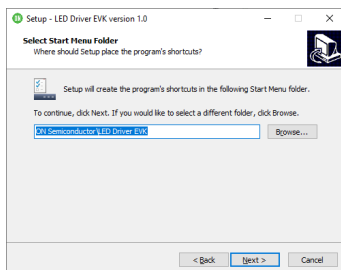 Setup - LED Driver EVK version 1.0
Select Start Menu Folder
Where should Setup place the program's shortcuts?
Setup will create the program's shortcuts in the following Start Menu folder.
To continue, click Next. If you would like to select a different folder, click Browse.
ON Semiconductor\LED Driver EVK
Browse...
< Back
Next >
Cancel